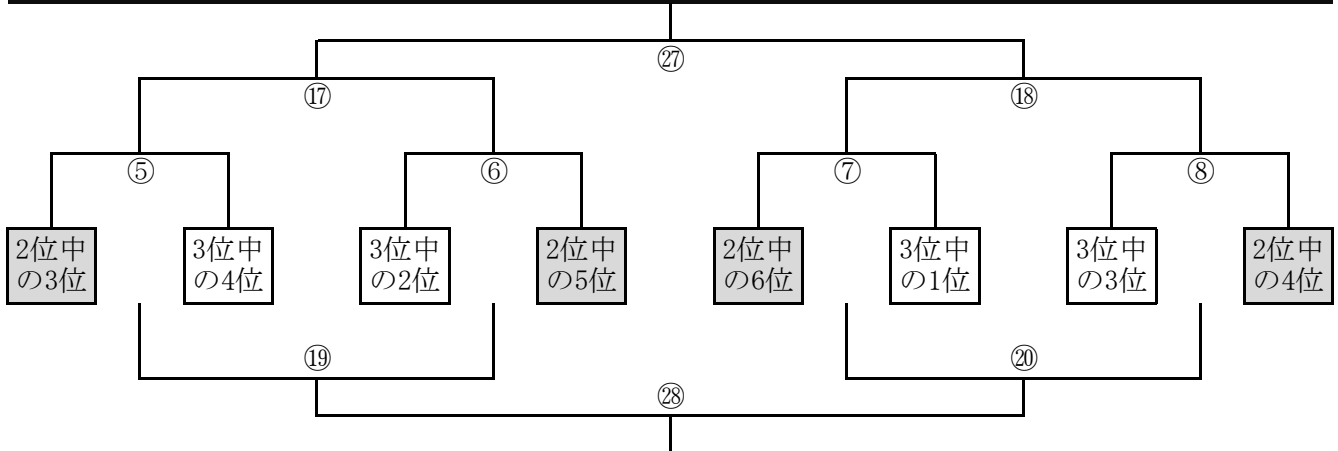 ㉗
⑰
⑱
⑤
⑥
⑦
⑧
2位中
の3位
3位中
の4位
3位中
の2位
2位中
の5位
2位中
の6位
3位中
の1位
3位中
の3位
2位中
の4位
⑲
⑳
㉘